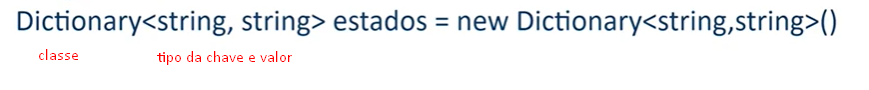 Dictionary<string, string> estados = new Dictionary<string,string>()
classe tipo da chave e valor